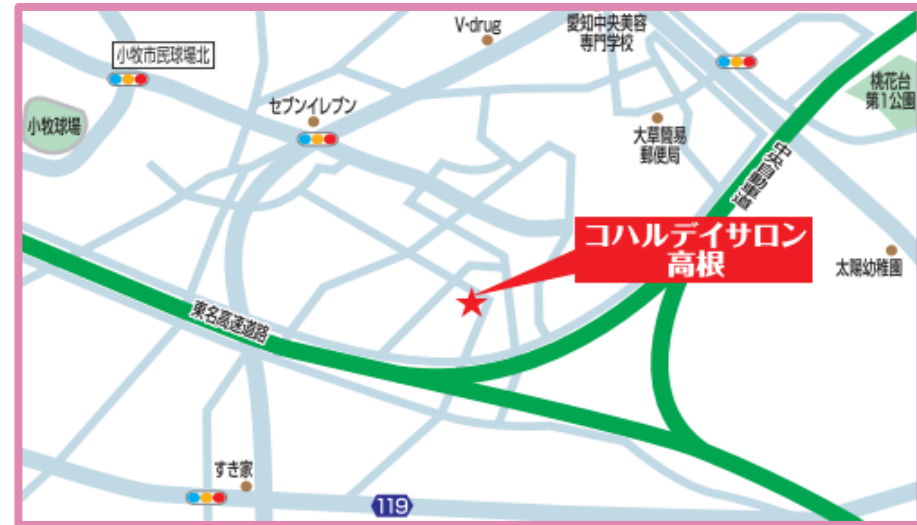 V・drug
愛知中央美容
専門学校
小牧市民球場北
桃花台
第1公園
セブンイレブン
小牧球場
大草簡易
郵便局
中央自動車道
コハルデイサロン
高根
太陽幼稚園
東名高速道路
すき家
119